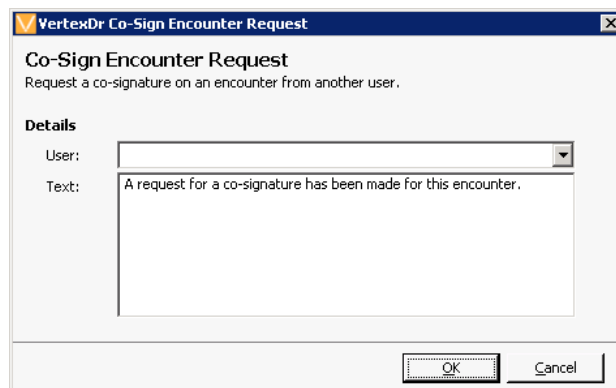 VertexDr Co-Sign Encounter Request
Co-Sign Encounter Request
Request a co-signature on an encounter from another user.
Details
User:
Text:
A request for a co-signature has been made for this encounter.
OK
Cancel